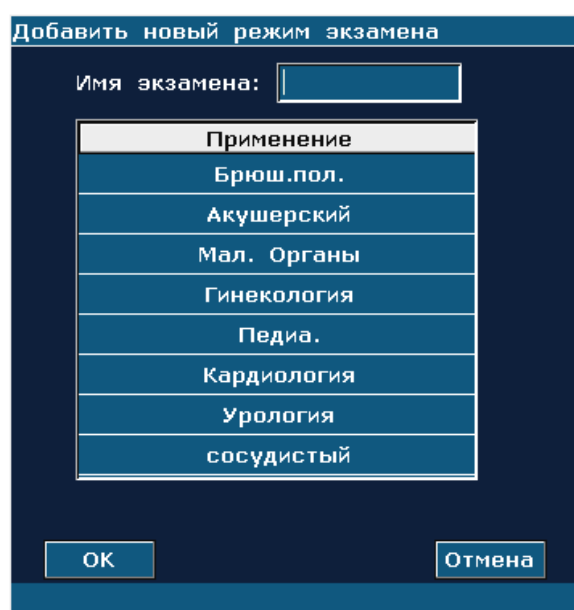 Добавить новый режим экзамена
Имя экзамена:
Применение
Брюш.пол.
Акушерский
Мал. Органы
Гинекология
Педиа.
Кардиология
Урология
сосудистый
OK
Отмена